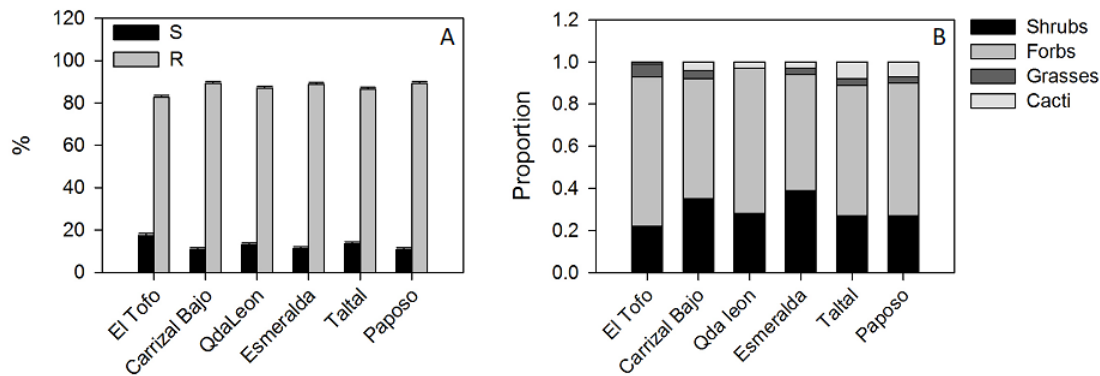 120
100
80
60
40
20
0
%
S
R
A
El Tofo
Carrizal Bajo
QdaLeon
Esmeralda
Taltal
Paposo
1.2
1.0
0.8
0.6
0.4
0.2
0.0
Proportion
B
El Tofo
Carrizal Bajo
Qda leon
Esmeralda
Taltal
Paposo
Shrubs
Forbs
Grasses
Cacti